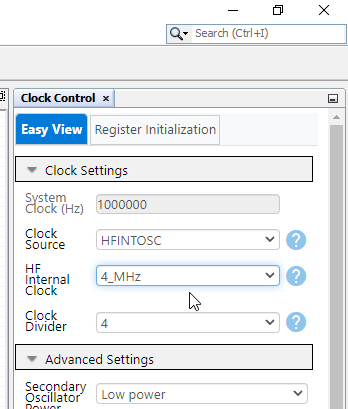 Search (Ctrl+I)
Clock Control ×
Easy View Register Initialization
Clock Settings
System
Clock (Hz) 1000000
Clock
Source HFINTOSC ?
HF
Internal
Clock 4_MHz ?
Clock
Divider 4 ?
Advanced Settings
Secondary
Oscillator Low power
Power